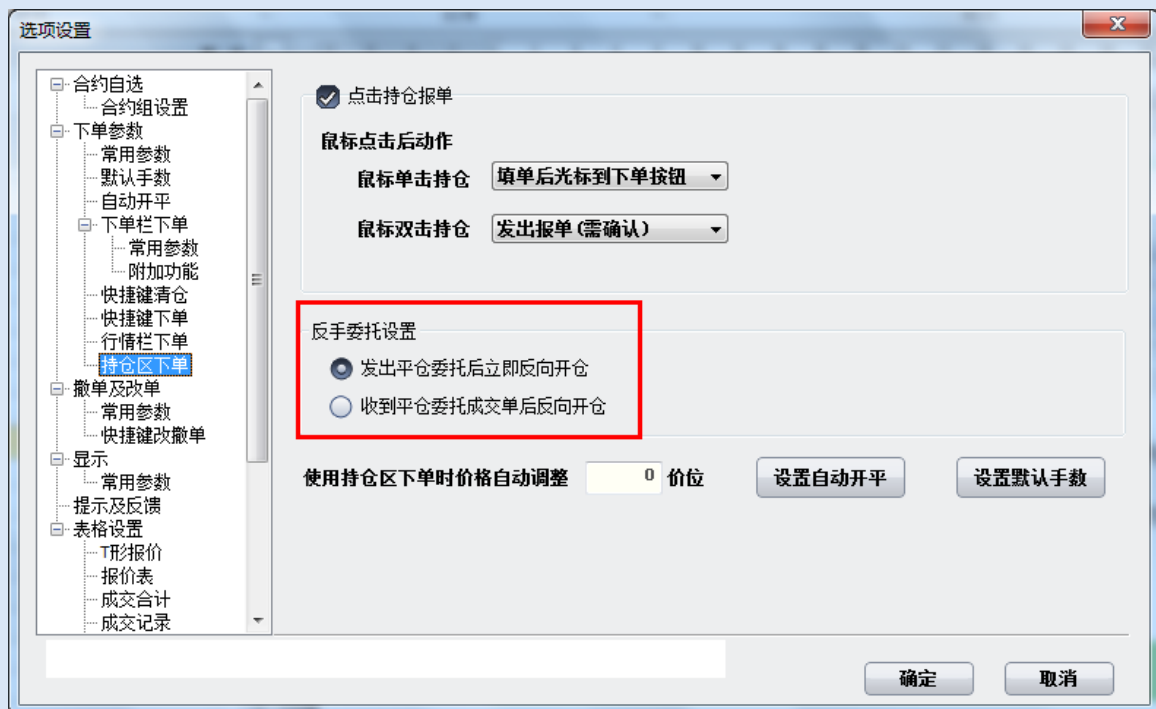 选项设置
合约自选
合约组设置
下单参数
常用参数
默认手数
自动开平
下单栏下单
常用参数
附加功能
快捷键清仓
快捷键下单
行情栏下单
持仓区下单
撤单及改单
常用参数
快捷键改撤单
显示
常用参数
提示及反馈
表格设置
T形报价
报价表
成交合计
成交记录
点击持仓报单
鼠标点击后动作
鼠标单击持仓 填单后光标到下单按钮
鼠标双击持仓 发出报单(需确认)
反手委托设置
发出平仓委托后立即反向开仓
收到平仓委托成交单后反向开仓
使用持仓区下单时价格自动调整 0 价位 设置自动开平 设置默认手数
确定 取消